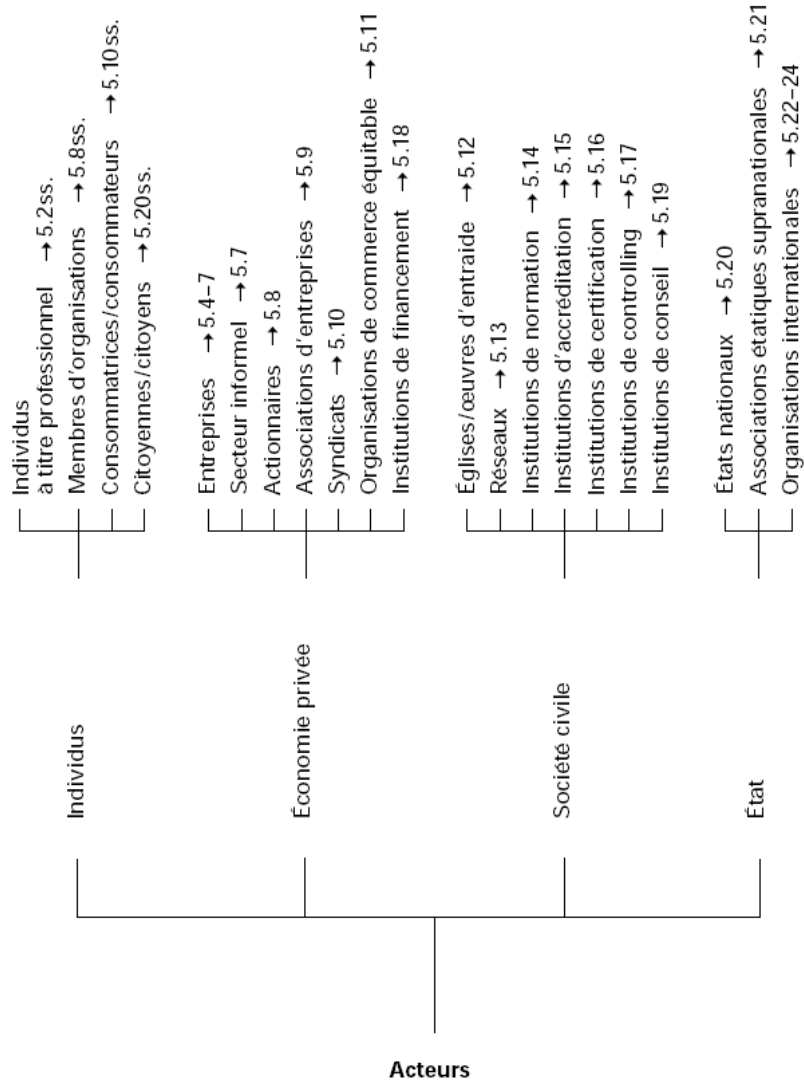 Acteurs
Individus
Individus
à titre professionnel → 5.2ss.
Membres d'organisations → 5.8ss.
Consommatrices/consommateurs → 5.10ss.
Citoyennes/citoyens → 5.20ss.
Économie privée
Entreprises → 5.4–7
Secteur informel → 5.7
Actionnaires → 5.8
Associations d'entreprises → 5.9
Syndicats → 5.10
Organisations de commerce équitable → 5.11
Institutions de financement → 5.18
Société civile
Églises/œuvres d'entraide → 5.12
Réseaux → 5.13
Institutions de normation → 5.14
Institutions d'accréditation → 5.15
Institutions de certification → 5.16
Institutions de controlling → 5.17
Institutions de conseil → 5.19
État
États nationaux → 5.20
Associations étatiques supranationales → 5.21
Organisations internationales → 5.22–24